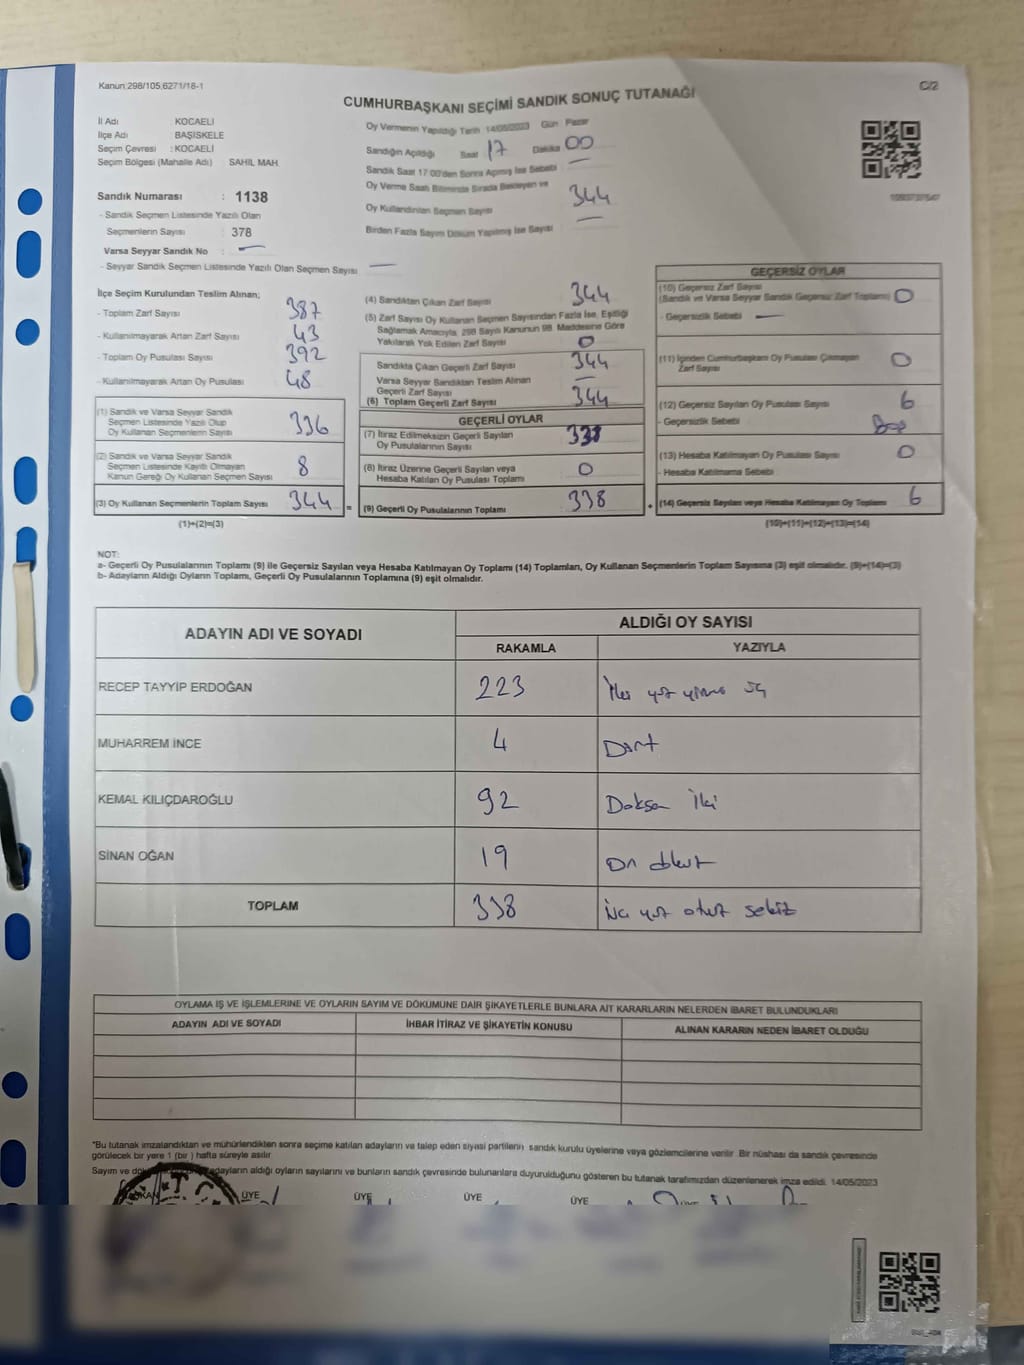 Kanun:298/105,6271/16-1
C/2
CUMHURBAŞKANI SEÇİMİ SANDIK SONUÇ TUTANAĞI
İl Adı KOCAELİ
İlçe Adı BAŞİSKELE
Seçim Çevresi : KOCAELİ
Seçim Bölgesi (Mahalle Adı) SAHİL MAH.
Sandık Numarası : 1138
- Sandık Seçmen Listesinde Yazılı Olan
Seçmenlerin Sayısı : 378
Varsa Seyyar Sandık No : —
- Seyyar Sandık Seçmen Listesinde Yazılı Olan Seçmen Sayısı —
Oy Vermenin Yapıldığı Tarih 14/05/2023 Gün Pazar
Sandığın Açıldığı Saat 17 Dakika 00
Sandık Saat 17:00'den Sonra Açılmış İse Sebebi —
Oy Verme Saati Bitiminde Sırada Bekleyen ve
Oy Kullandırılan Seçmen Sayısı 344
Birden Fazla Sayım Döküm Yapılmış İse Sayısı —
İlçe Seçim Kurulundan Teslim Alınan;
- Toplam Zarf Sayısı 387
- Kullanılmayarak Artan Zarf Sayısı 43
- Toplam Oy Pusulası Sayısı 392
- Kullanılmayarak Artan Oy Pusulası 48
(1) Sandık ve Varsa Seyyar Sandık
Seçmen Listesinde Yazılı Olup
Oy Kullanan Seçmenlerin Sayısı 336
(2) Sandık ve Varsa Seyyar Sandık
Seçmen Listesinde Kayıtlı Olmayan
Kanun Gereği Oy Kullanan Seçmen Sayısı 8
(3) Oy Kullanan Seçmenlerin Toplam Sayısı 344 =
(1)+(2)=(3)
(4) Sandıktan Çıkan Zarf Sayısı 344
(5) Zarf Sayısı Oy Kullanan Seçmen Sayısından Fazla İse, Eşitliği
Sağlamak Amacıyla, 298 Sayılı Kanunun 98. Maddesine Göre
Yakılarak Yok Edilen Zarf Sayısı 0
Sandıkta Çıkan Geçerli Zarf Sayısı 344
Varsa Seyyar Sandıktan Teslim Alınan
Geçerli Zarf Sayısı —
(6) Toplam Geçerli Zarf Sayısı 344
GEÇERLİ OYLAR
(7) İtiraz Edilmeksizin Geçerli Sayılan
Oy Pusulalarının Sayısı 338
(8) İtiraz Üzerine Geçerli Sayılan veya
Hesaba Katılan Oy Pusulası Toplamı 0
(9) Geçerli Oy Pusulalarının Toplamı 338 +
GEÇERSİZ OYLAR
(10) Geçersiz Zarf Sayısı
(Sandık ve Varsa Seyyar Sandık Geçersiz Zarf Toplamı) 0
- Geçersizlik Sebebi —
(11) İçinden Cumhurbaşkanı Oy Pusulası Çıkmayan
Zarf Sayısı 0
(12) Geçersiz Sayılan Oy Pusulası Sayısı 6
- Geçersizlik Sebebi
(13) Hesaba Katılmayan Oy Pusulası Sayısı 0
- Hesaba Katılmama Sebebi
(14) Geçersiz Sayılan veya Hesaba Katılmayan Oy Toplamı 6
(10)+(11)+(12)+(13)=(14)
NOT:
a- Geçerli Oy Pusulalarının Toplamı (9) ile Geçersiz Sayılan veya Hesaba Katılmayan Oy Toplamı (14) Toplamları, Oy Kullanan Seçmenlerin Toplam Sayısına (3) eşit olmalıdır. (9)+(14)=(3)
b- Adayların Aldığı Oyların Toplamı, Geçerli Oy Pusulalarının Toplamına (9) eşit olmalıdır.
ADAYIN ADI VE SOYADI
ALDIĞI OY SAYISI
RAKAMLA YAZIYLA
RECEP TAYYİP ERDOĞAN 223 İki yüz yirmi üç
MUHARREM İNCE 4 Dört
KEMAL KILIÇDAROĞLU 92 Doksan iki
SİNAN OĞAN 19 On dokuz
TOPLAM 338 yüz otuz sekiz
OYLAMA İŞ VE İŞLEMLERİNE VE OYLARIN SAYIM VE DÖKÜMÜNE DAİR ŞİKAYETLERLE BUNLARA AİT KARARLARIN NELERDEN İBARET BULUNDUKLARI
ADAYIN ADI VE SOYADI İHBAR İTİRAZ VE ŞİKAYETİN KONUSU ALINAN KARARIN NEDEN İBARET OLDUĞU
*Bu tutanak imzalandıktan ve mühürlendikten sonra seçime katılan adayların ve talep eden siyasi partilerin sandık kurulu üyelerine veya gözlemcilerine verilir. Bir nüshası da sandık çevresinde
görülecek bir yere 1 (bir ) hafta süreyle asılır.
Sayım ve adayların aldığı oyların sayılarını ve bunların sandık çevresinde bulunanlara duyurulduğunu gösteren bu tutanak tarafımızdan düzenlenerek imza edildi. 14/05/2023
ÜYE ÜYE ÜYE ÜYE